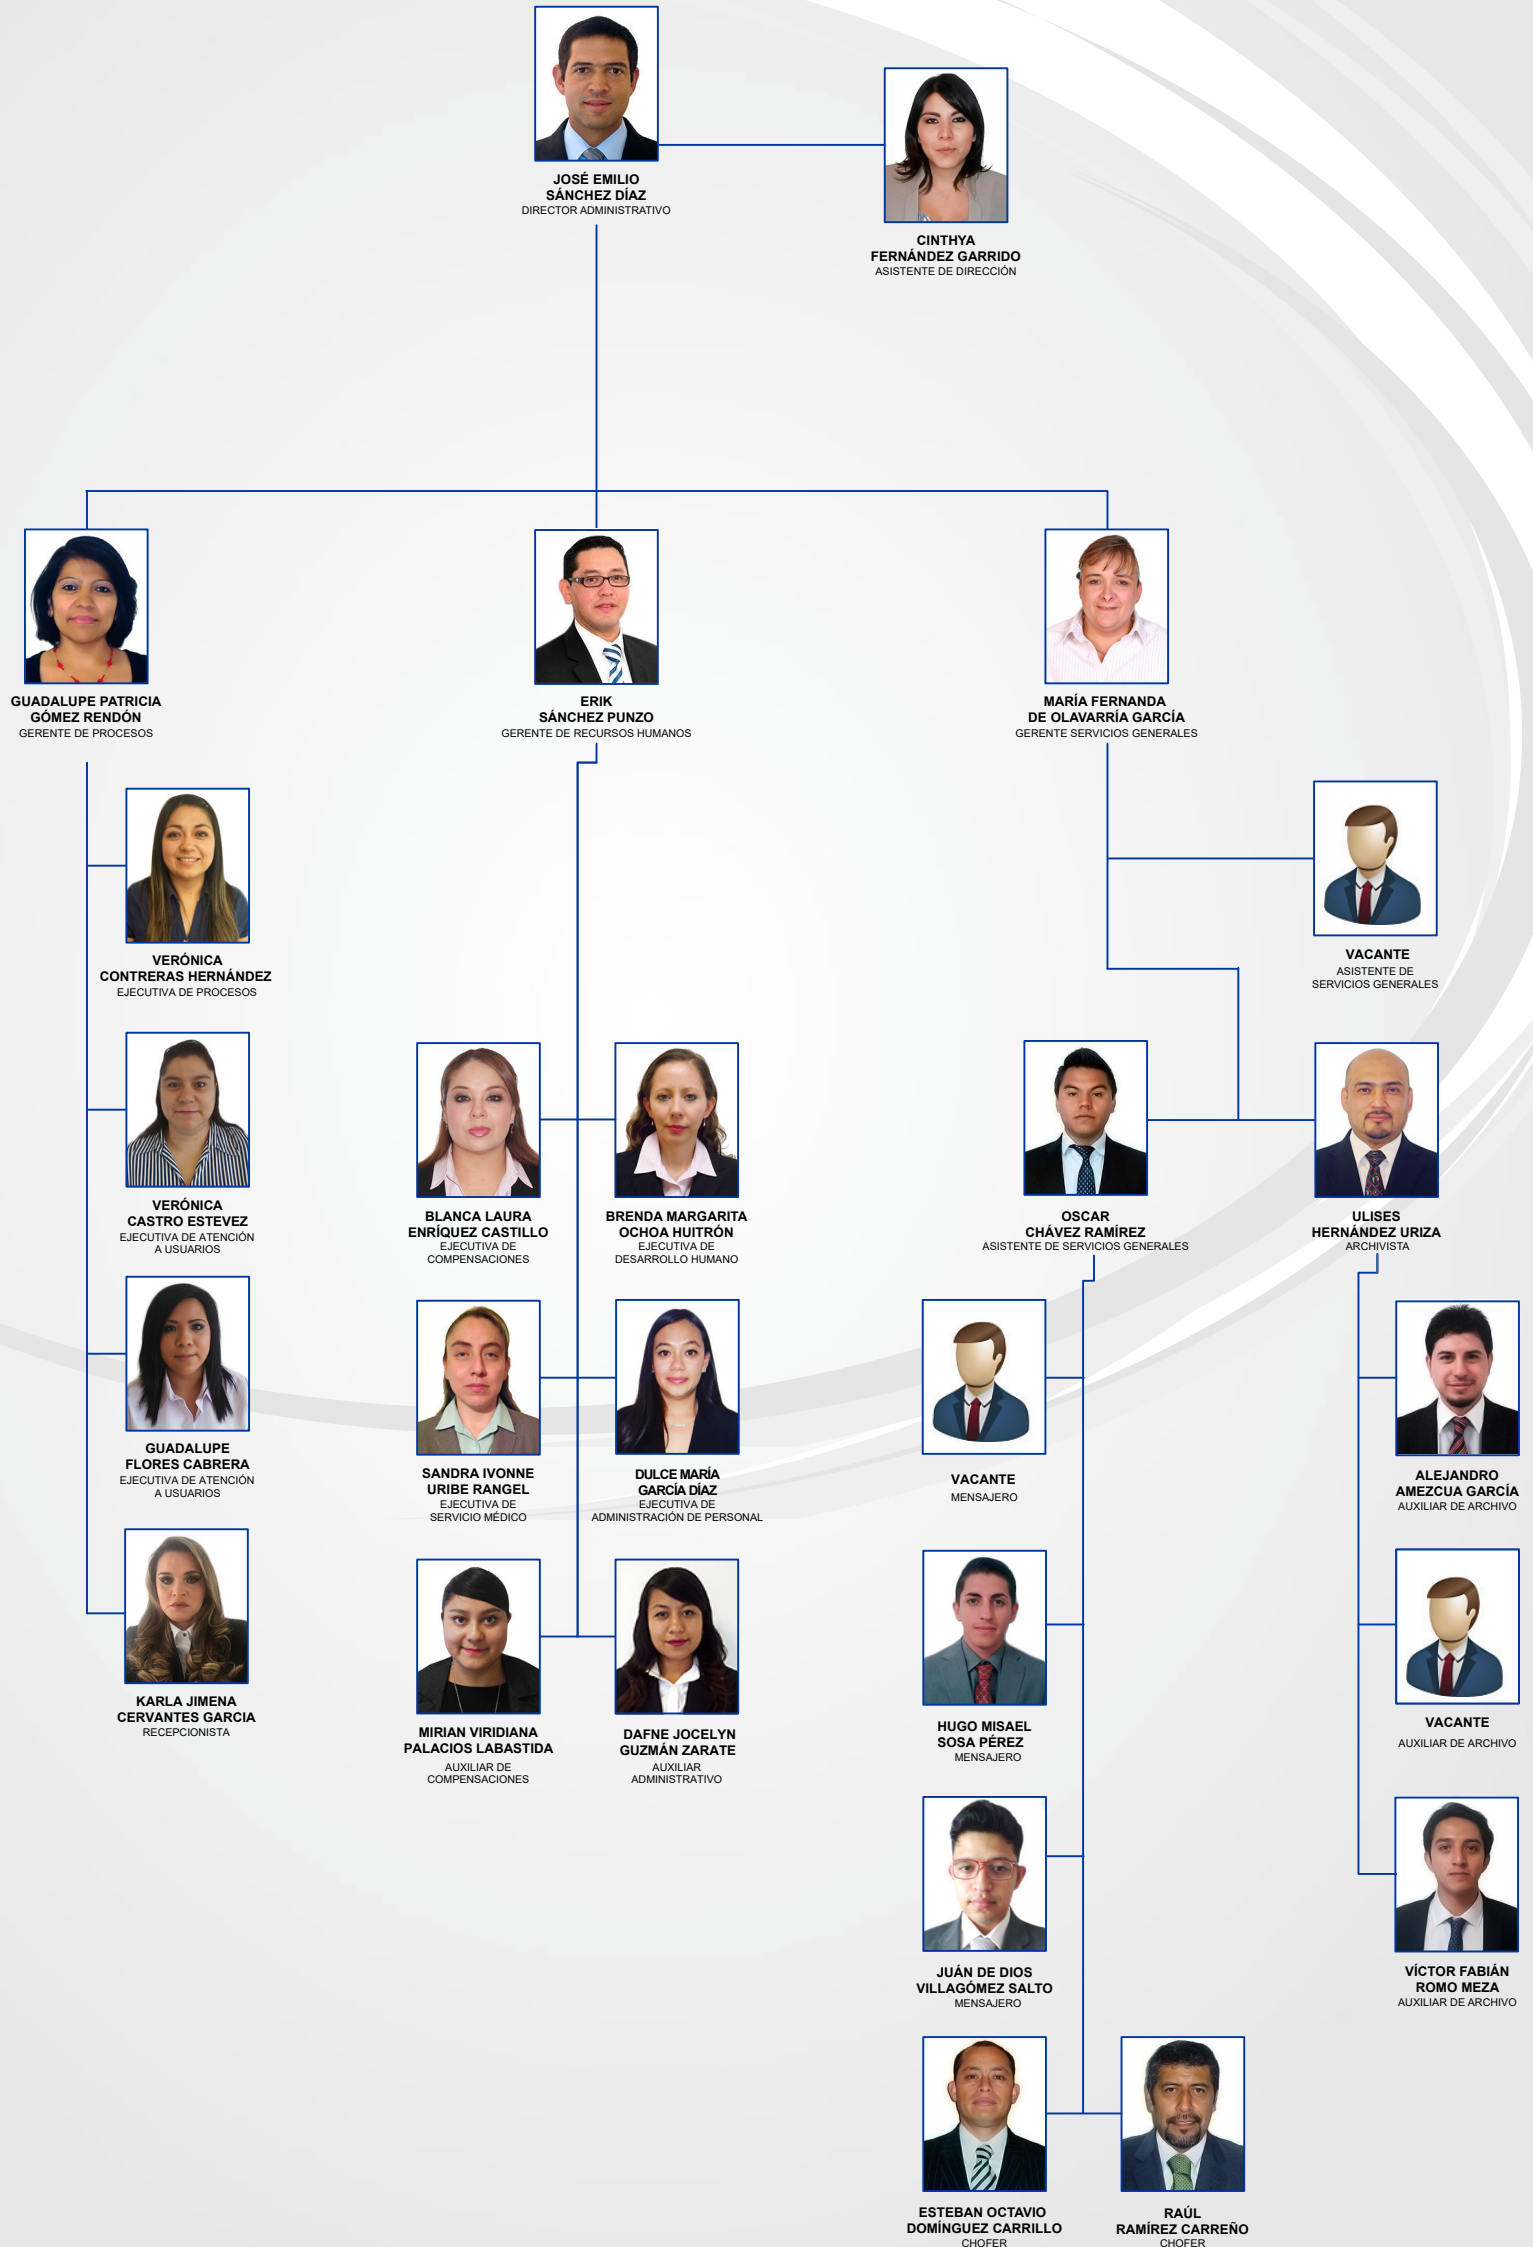 JOSÉ EMILIO
SÁNCHEZ DÍAZ
DIRECTOR ADMINISTRATIVO
CINTHYA
FERNÁNDEZ GARRIDO
ASISTENTE DE DIRECCIÓN
GUADALUPE PATRICIA
GÓMEZ RENDÓN
GERENTE DE PROCESOS
ERIK
SÁNCHEZ PUNZO
GERENTE DE RECURSOS HUMANOS
MARÍA FERNANDA
DE OLAVARRÍA GARCÍA
GERENTE SERVICIOS GENERALES
VERÓNICA
CONTRERAS HERNÁNDEZ
EJECUTIVA DE PROCESOS
VACANTE
ASISTENTE DE
SERVICIOS GENERALES
VERÓNICA
CASTRO ESTEVEZ
EJECUTIVA DE ATENCIÓN
A USUARIOS
BLANCA LAURA
ENRÍQUEZ CASTILLO
EJECUTIVA DE
COMPENSACIONES
BRENDA MARGARITA
OCHOA HUITRÓN
EJECUTIVA DE
DESARROLLO HUMANO
OSCAR
CHÁVEZ RAMÍREZ
ASISTENTE DE SERVICIOS GENERALES
ULISES
HERNÁNDEZ URIZA
ARCHIVISTA
GUADALUPE
FLORES CABRERA
EJECUTIVA DE ATENCIÓN
A USUARIOS
SANDRA IVONNE
URIBE RANGEL
EJECUTIVA DE
SERVICIO MÉDICO
DULCE MARÍA
GARCÍA DÍAZ
EJECUTIVA DE
ADMINISTRACIÓN DE PERSONAL
VACANTE
MENSAJERO
ALEJANDRO
AMEZCUA GARCÍA
AUXILIAR DE ARCHIVO
KARLA JIMENA
CERVANTES GARCIA
RECEPCIONISTA
MIRIAN VIRIDIANA
PALACIOS LABASTIDA
AUXILIAR DE
COMPENSACIONES
DAFNE JOCELYN
GUZMÁN ZARATE
AUXILIAR
ADMINISTRATIVO
HUGO MISAEL
SOSA PÉREZ
MENSAJERO
VACANTE
AUXILIAR DE ARCHIVO
JUÁN DE DIOS
VILLAGÓMEZ SALTO
MENSAJERO
VÍCTOR FABIÁN
ROMO MEZA
AUXILIAR DE ARCHIVO
ESTEBAN OCTAVIO
DOMÍNGUEZ CARRILLO
CHOFER
RAÚL
RAMÍREZ CARREÑO
CHOFER